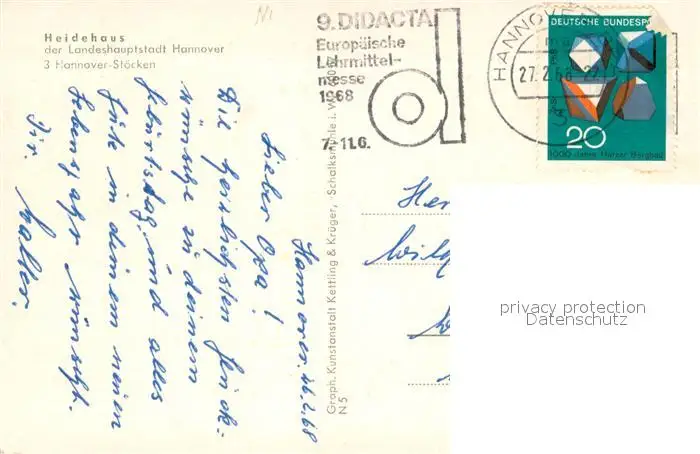 Heidehaus
der Landeshauptstadt Hannover
3 Hannover-Stöcken
N1
9. DIDACTA
Europäische
Lehrmittel-
messe
1968
7.-11.6.
HANNOVER
27.2.68
DEUTSCHE BUNDESPOST
20
1000 Jahre Harzer Bergbau
Hannover, 26.2.68
Lieber Opa!
Die herzlichsten Glück=
wünsche zu deinem
Geburtstag, und alles
Gute in deinem neuen
Lebensjahr wünscht
Dir.
Graph. Kunstanstalt Kettling & Krüger, Schalksmühle i. W.
N 5
privacy protection
Datenschutz